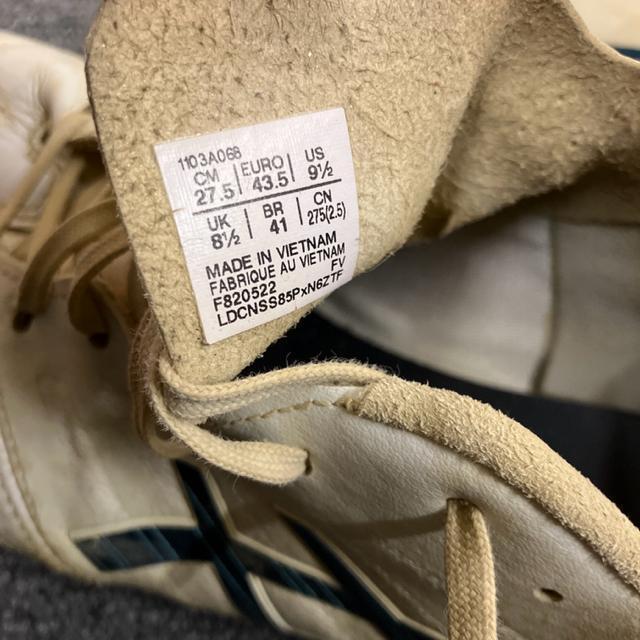 1103A068
CM EURO US
27.5 43.5 9½
UK BR CN
8½ 41 275(2.5)
MADE IN VIETNAM
FABRIQUE AU VIETNAM
F820522 FV
LDCNSS85PxN6ZTF